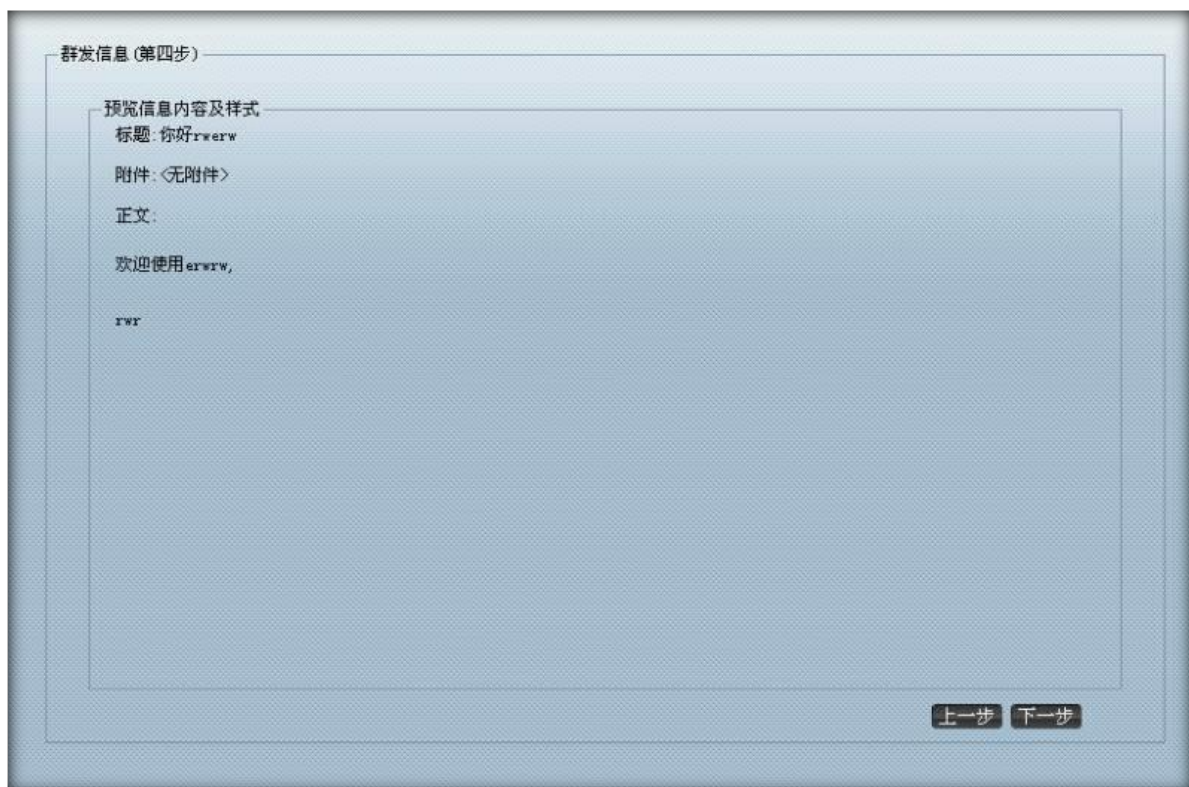 群发信息(第四步)
预览信息内容及样式
标题:你好rwerw
附件:<无附件>
正文:
欢迎使用erwrw,
rwr
上一步 下一步